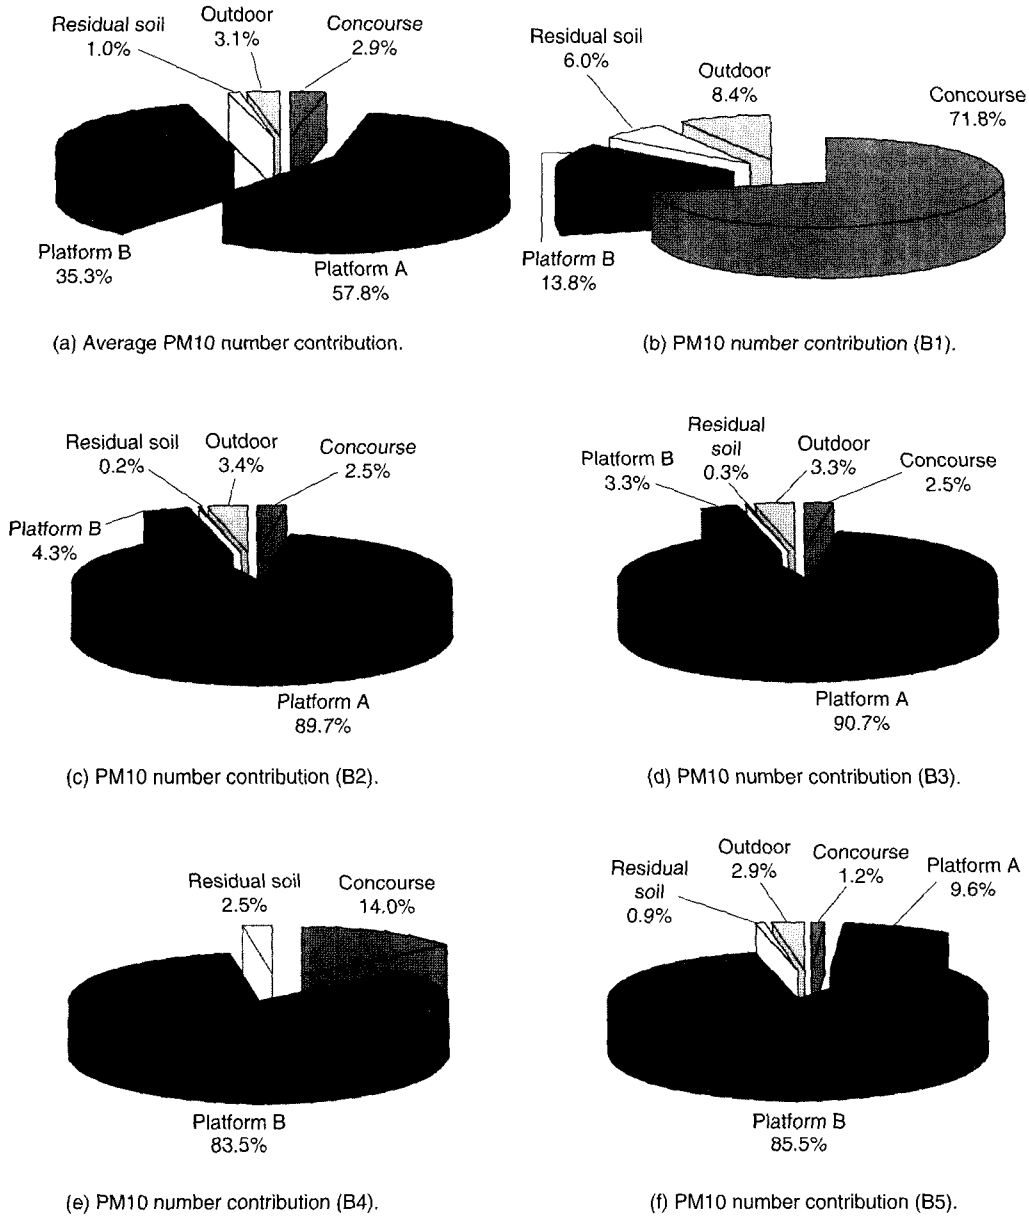 Residual soil
1.0%
Outdoor
3.1%
Concourse
2.9%
Platform B
35.3%
Platform A
57.8%
(a) Average PM10 number contribution.
Residual soil
6.0%
Outdoor
8.4%
Concourse
71.8%
Platform B
13.8%
(b) PM10 number contribution (B1).
Residual soil
0.2%
Outdoor
3.4%
Concourse
2.5%
Platform B
4.3%
Platform A
89.7%
(c) PM10 number contribution (B2).
Platform B
3.3%
Residual
soil
0.3%
Outdoor
3.3%
Concourse
2.5%
Platform A
90.7%
(d) PM10 number contribution (B3).
Residual soil
2.5%
Concourse
14.0%
Platform B
83.5%
(e) PM10 number contribution (B4).
Residual
soil
0.9%
Outdoor
2.9%
Concourse
1.2%
Platform A
9.6%
Platform B
85.5%
(f) PM10 number contribution (B5).